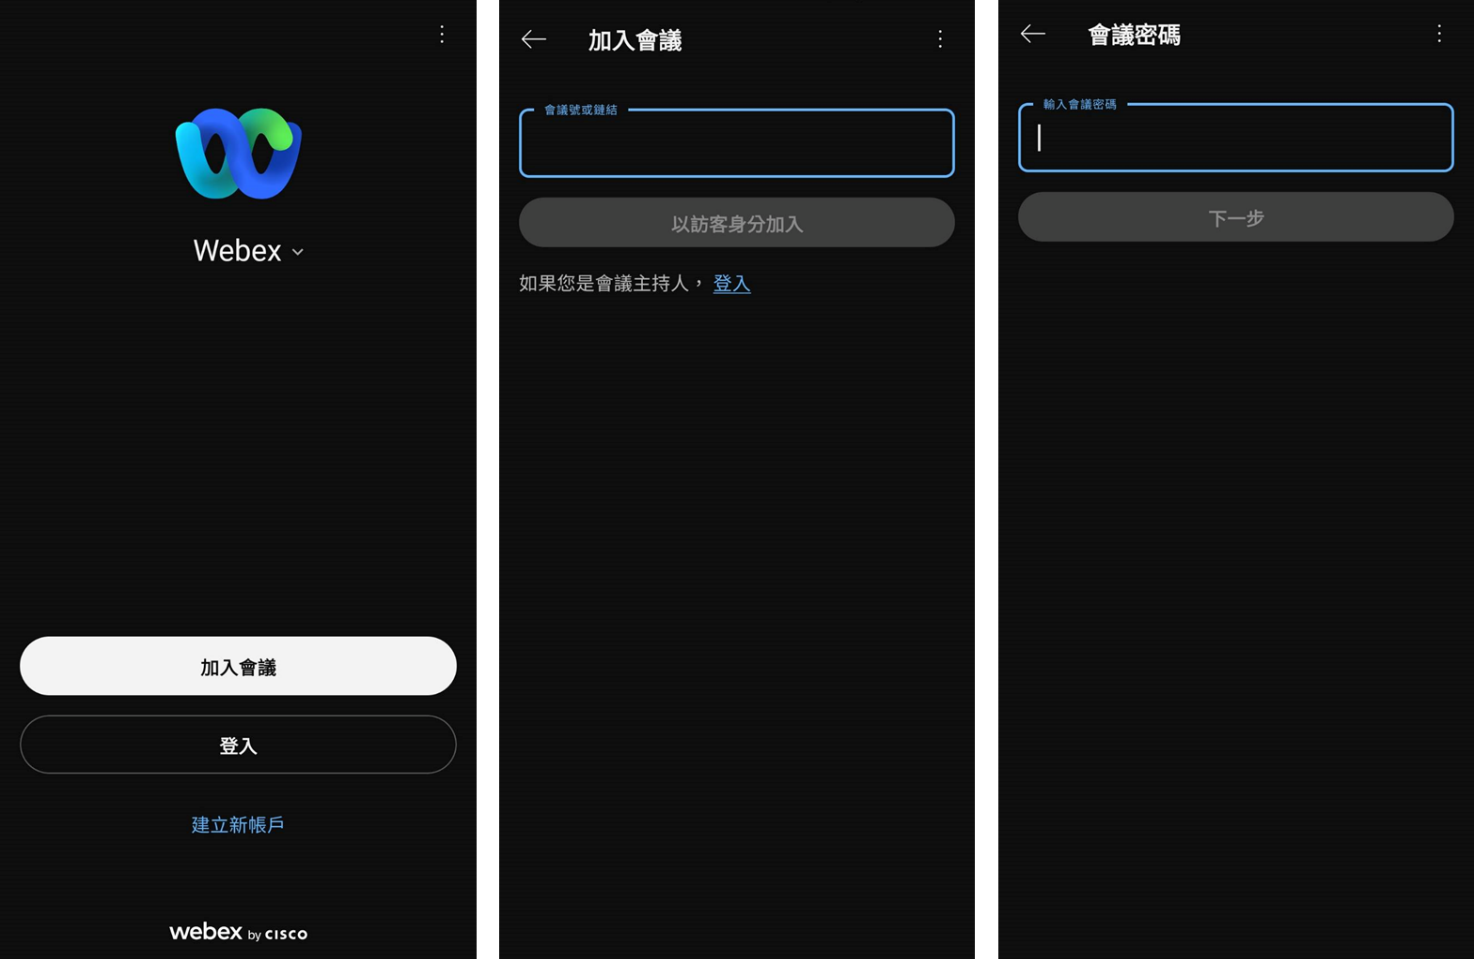 Webex
加入會議
登入
建立新帳戶
webex by CISCO
加入會議
會議號或鏈結
以訪客身分加入
如果您是會議主持人， 登入
會議密碼
輸入會議密碼
下一步